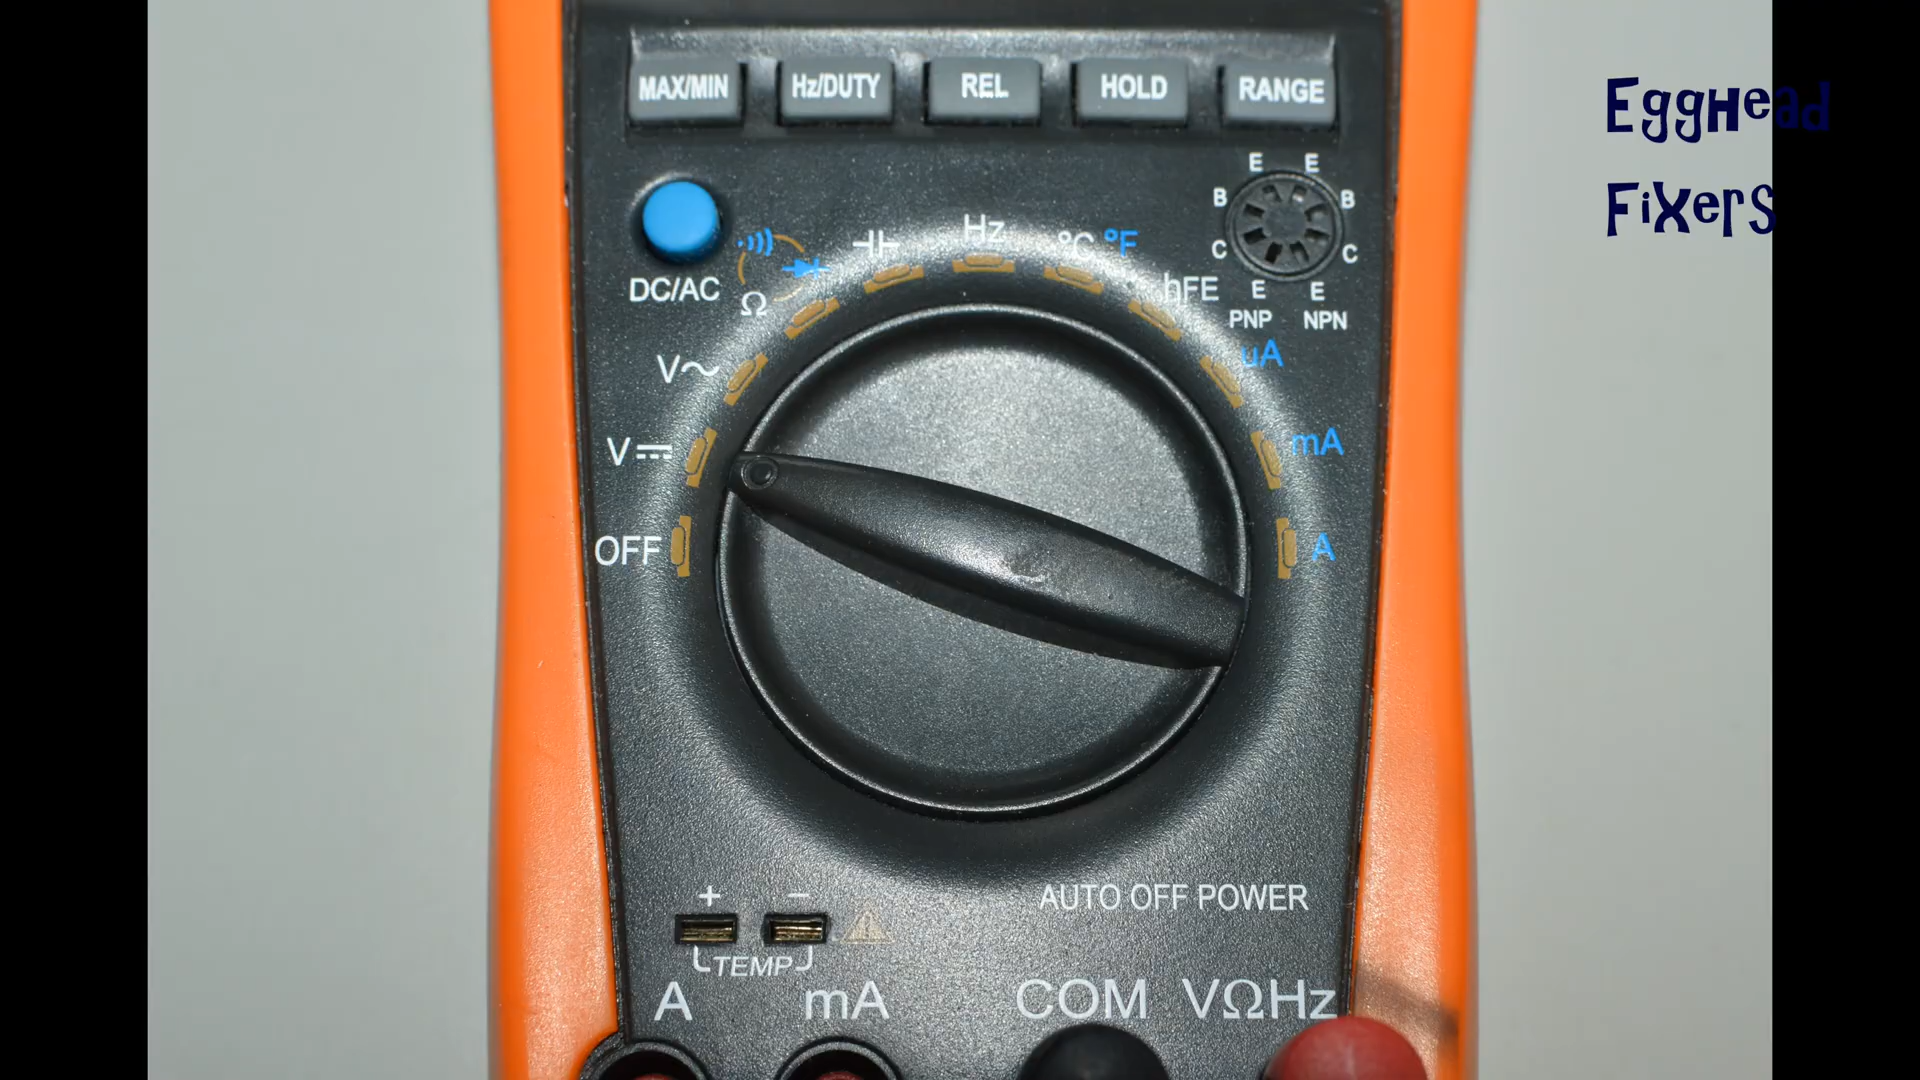 MAX/MIN Hz/DUTY REL HOLD RANGE
EggHead
Fixers
E E
B B
C C
E E
PNP NPN
DC/AC
Ω
Hz
°C °F
hFE
uA
V~
mA
V⎓
OFF
A
AUTO OFF POWER
+ −
TEMP
A mA COM VΩHz